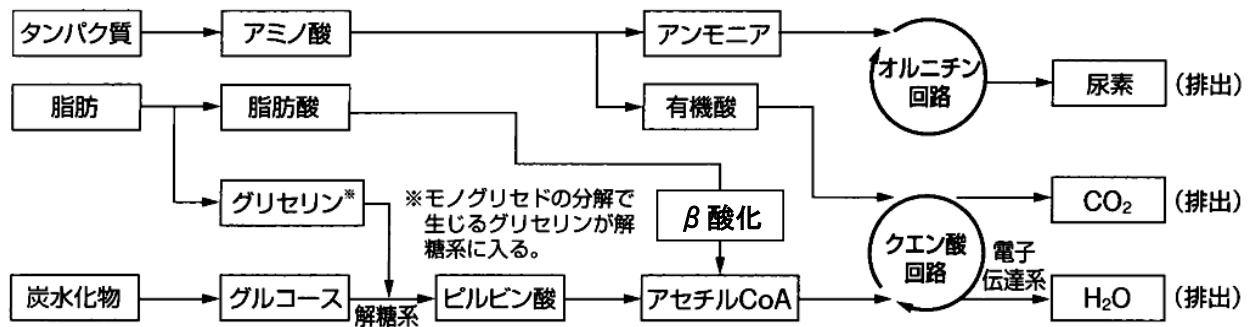 タンパク質
アミノ酸
アンモニア
オルニチン
回路
尿素
(排出)
脂肪
脂肪酸
有機酸
グリセリン※
※モノグリセドの分解で
生じるグリセリンが解
糖系に入る。
β酸化
クエン酸
回路
CO₂
(排出)
電子
伝達系
炭水化物
グルコース
解糖系
ピルビン酸
アセチルCoA
H₂O
(排出)